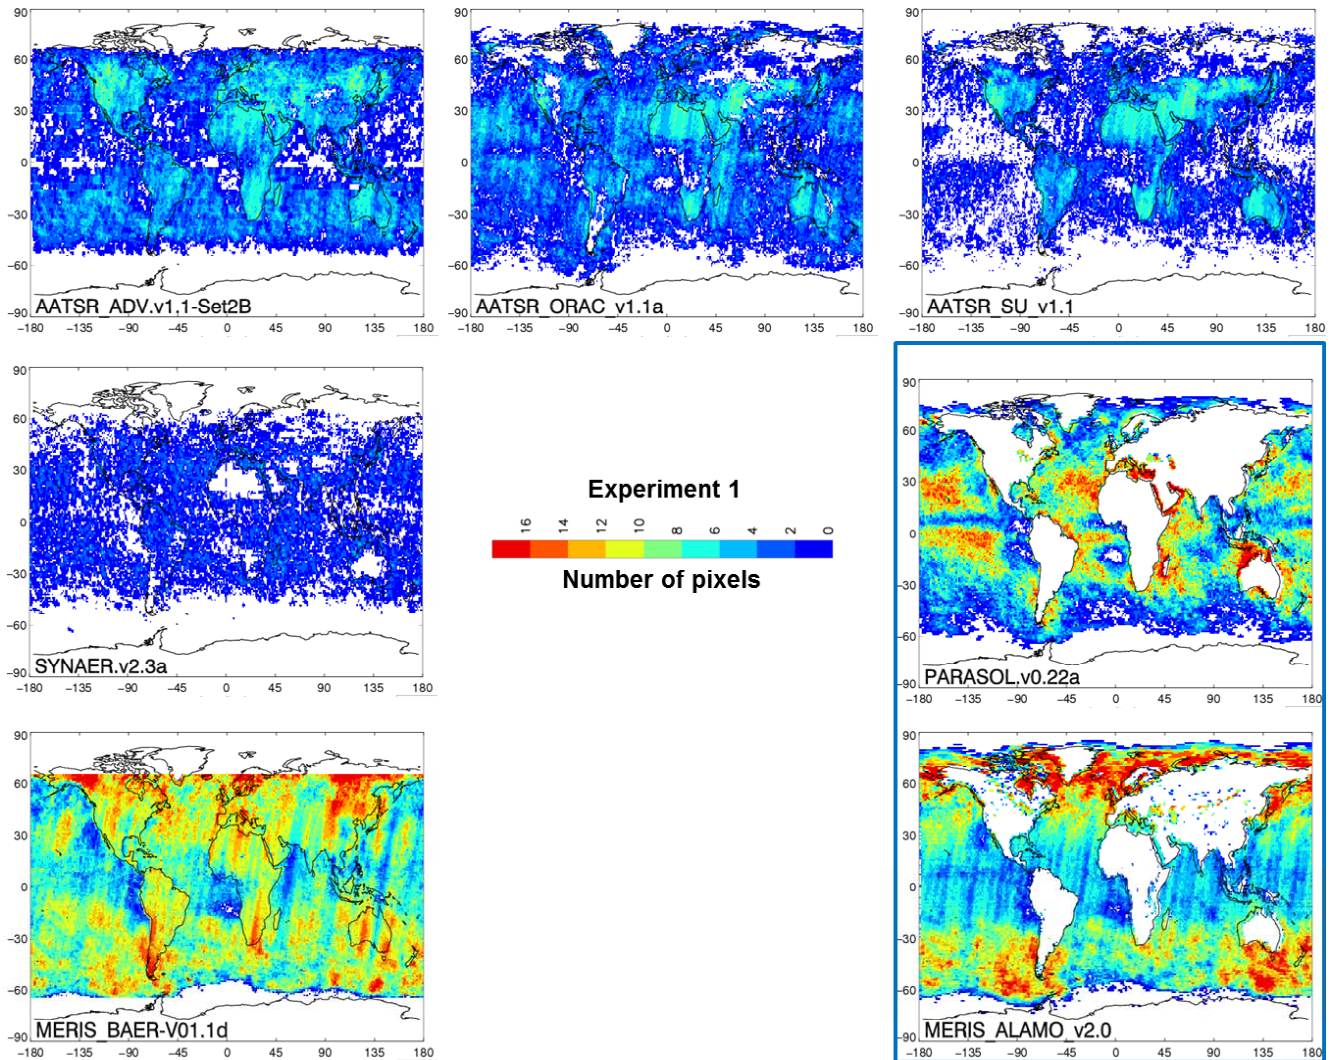 90
60
30
0
−30
−60
−90
AATSR_ADV.v1.1-Set2B
−180 −135 −90 −45 0 45 90 135 180
90
60
30
0
−30
−60
−90
AATSR_ORAC_v1.1a
−180 −135 −90 −45 0 45 90 135 180
90
60
30
0
−30
−60
−90
AATSR_SU_v1.1
−180 −135 −90 −45 0 45 90 135 180
90
60
30
0
−30
−60
−90
SYNAER.v2.3a
−180 −135 −90 −45 0 45 90 135 180
Experiment 1
16 14 12 10 8 6 4 2 0
Number of pixels
90
60
30
0
−30
−60
−90
PARASOL.v0.22a
−180 −135 −90 −45 0 45 90 135 180
90
60
30
0
−30
−60
−90
MERIS_BAER-V01.1d
−180 −135 −90 −45 0 45 90 135 180
90
60
30
0
−30
−60
−90
MERIS_ALAMO_v2.0
−180 −135 −90 −45 0 45 90 135 180